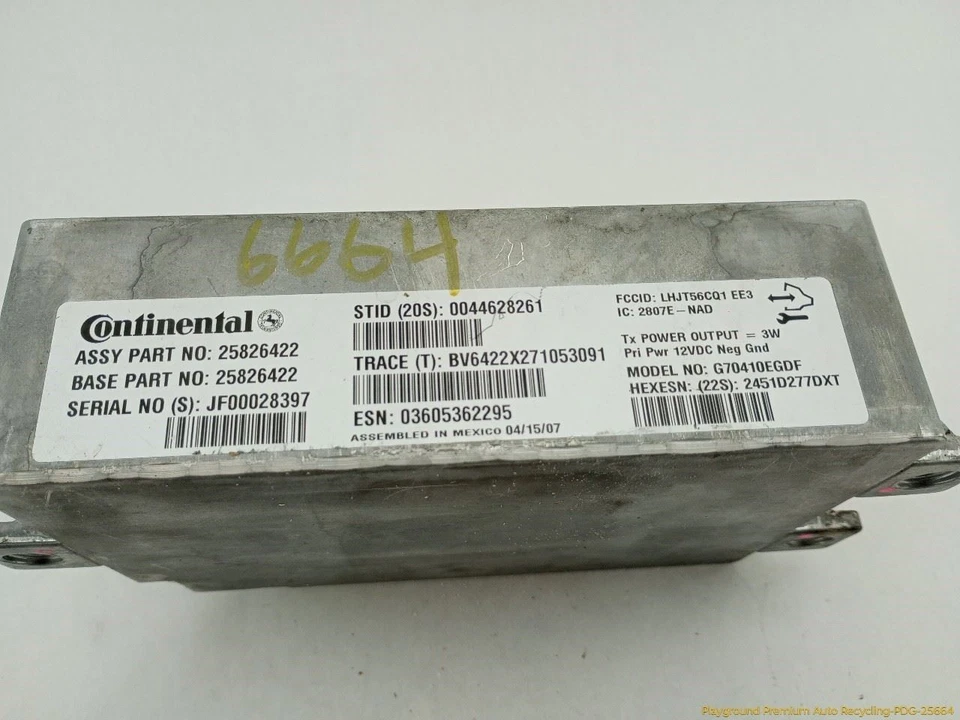 6664
Continental
ASSY PART NO: 25826422
BASE PART NO: 25826422
SERIAL NO (S): JF00028397
STID (20S): 0044628261
TRACE (T): BV6422X271053091
ESN: 03605362295
ASSEMBLED IN MEXICO 04/15/07
FCCID: LHJT56CQ1 EE3
IC: 2807E-NAD
Tx POWER OUTPUT = 3W
Pri Pwr 12VDC Neg Gnd
MODEL NO: G70410EGDF
HEXESN: (22S): 2451D277DXT
Playground Premium Auto Recycling-PDG-25664